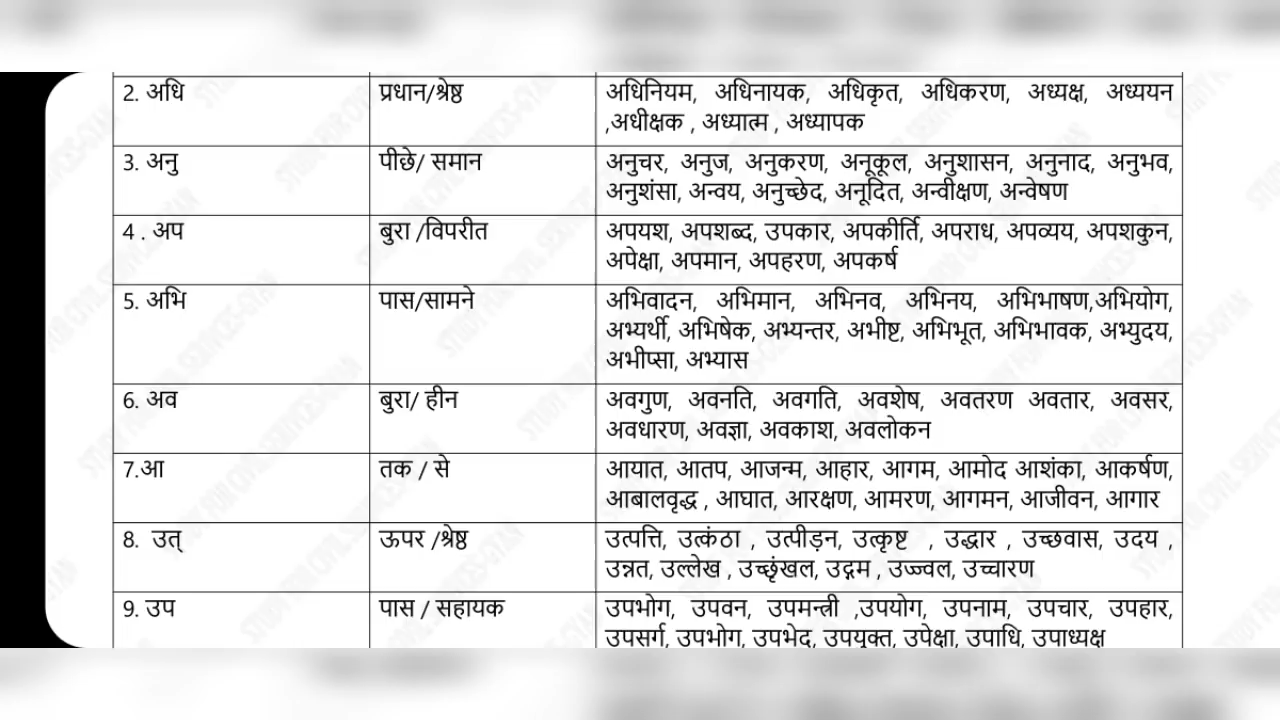 2. अधि प्रधान/श्रेष्ठ अधिनियम, अधिनायक, अधिकृत, अधिकरण, अध्यक्ष, अध्ययन
,अधीक्षक , अध्यात्म , अध्यापक
3. अनु पीछे/ समान अनुचर, अनुज, अनुकरण, अनूकूल, अनुशासन, अनुनाद, अनुभव,
अनुशंसा, अन्वय, अनुच्छेद, अनूदित, अन्वीक्षण, अन्वेषण
4 . अप बुरा /विपरीत अपयश, अपशब्द, उपकार, अपकीर्ति, अपराध, अपव्यय, अपशकुन,
अपेक्षा, अपमान, अपहरण, अपकर्ष
5. अभि पास/सामने अभिवादन, अभिमान, अभिनव, अभिनय, अभिभाषण,अभियोग,
अभ्यर्थी, अभिषेक, अभ्यन्तर, अभीष्ट, अभिभूत, अभिभावक, अभ्युदय,
अभीप्सा, अभ्यास
6. अव बुरा/ हीन अवगुण, अवनति, अवगति, अवशेष, अवतरण अवतार, अवसर,
अवधारण, अवज्ञा, अवकाश, अवलोकन
7.आ तक / से आयात, आतप, आजन्म, आहार, आगम, आमोद आशंका, आकर्षण,
आबालवृद्ध , आघात, आरक्षण, आमरण, आगमन, आजीवन, आगार
8. उत् ऊपर /श्रेष्ठ उत्पत्ति, उत्कंठा , उत्पीड़न, उत्कृष्ट , उद्धार , उच्छवास, उदय ,
उन्नत, उल्लेख , उच्छृंखल, उद्गम , उज्ज्वल, उच्चारण
9. उप पास / सहायक उपभोग, उपवन, उपमन्त्री ,उपयोग, उपनाम, उपचार, उपहार,
उपसर्ग, उपभोग, उपभेद, उपयुक्त, उपेक्षा, उपाधि, उपाध्यक्ष